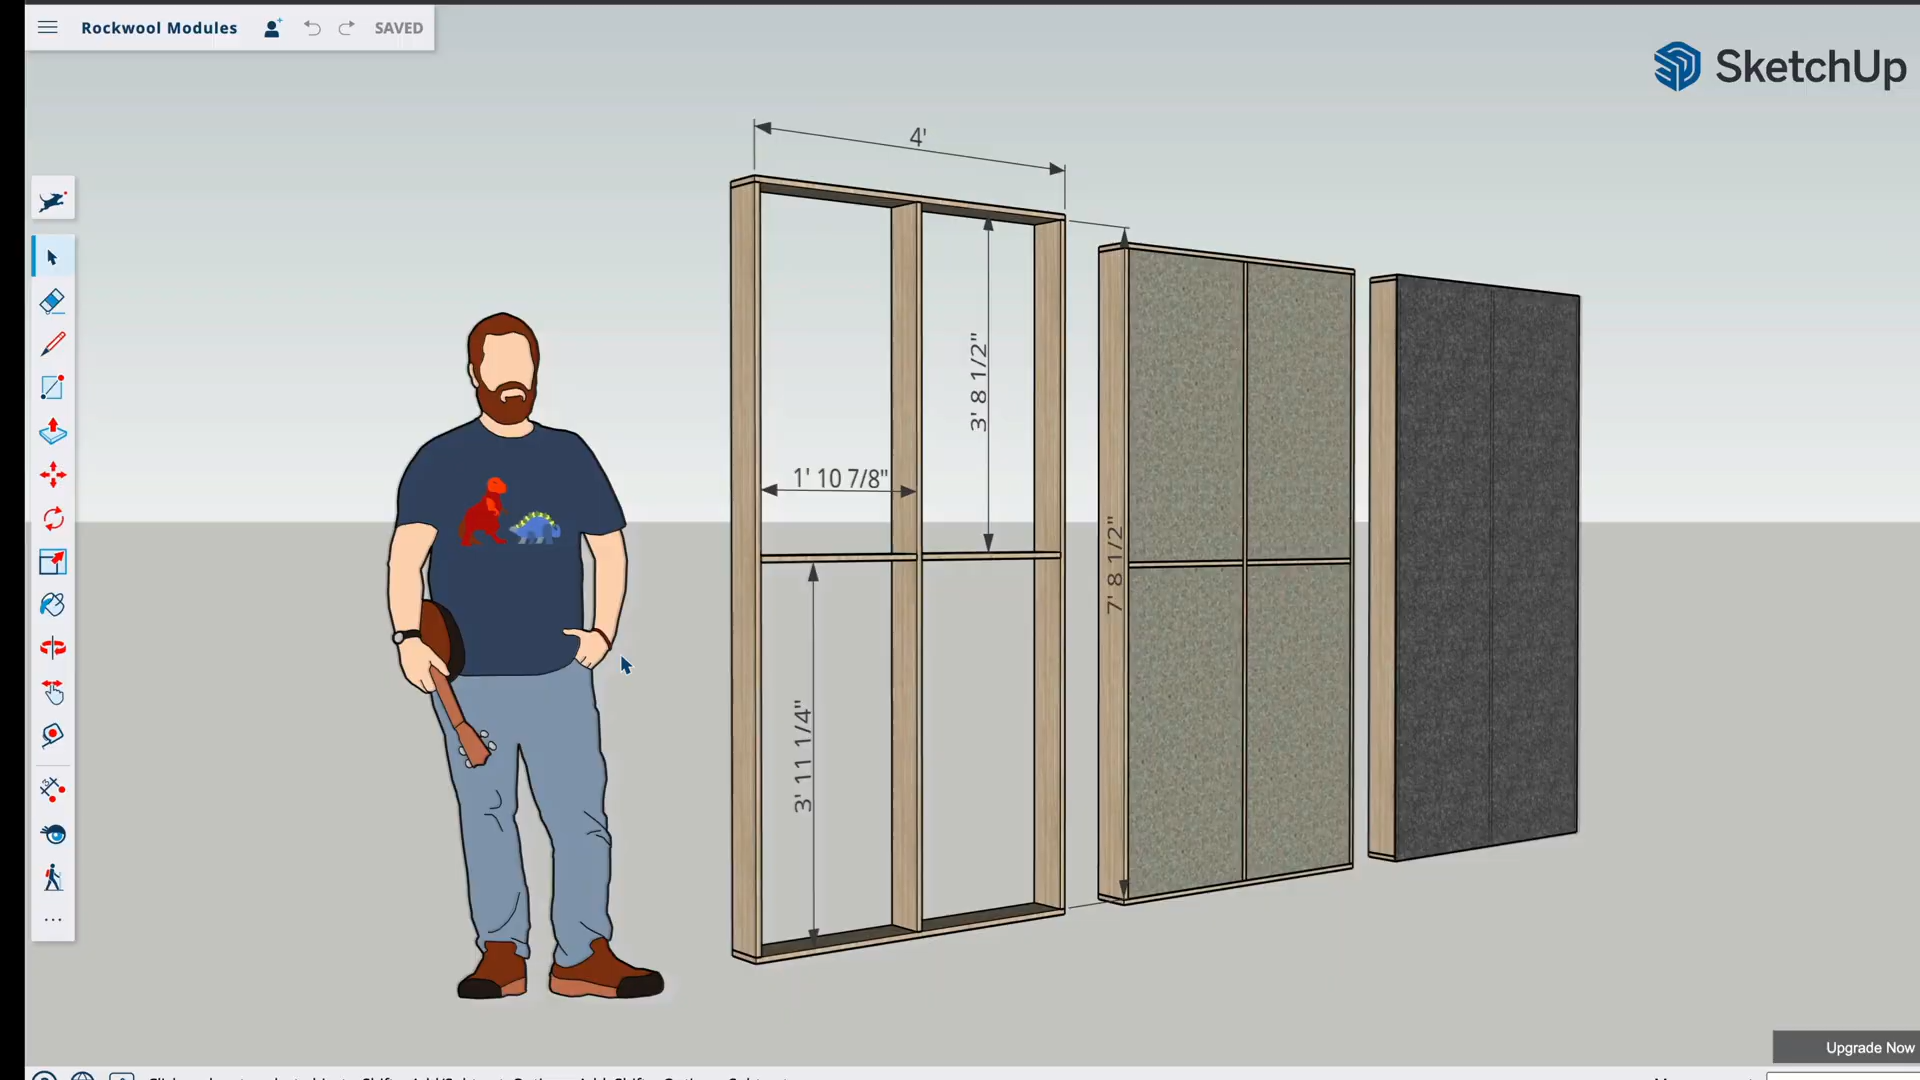 Rockwool Modules
SAVED
SketchUp
4'
3' 8 1/2"
1' 10 7/8"
7' 8 1/2"
3' 11 1/4"
Upgrade Now